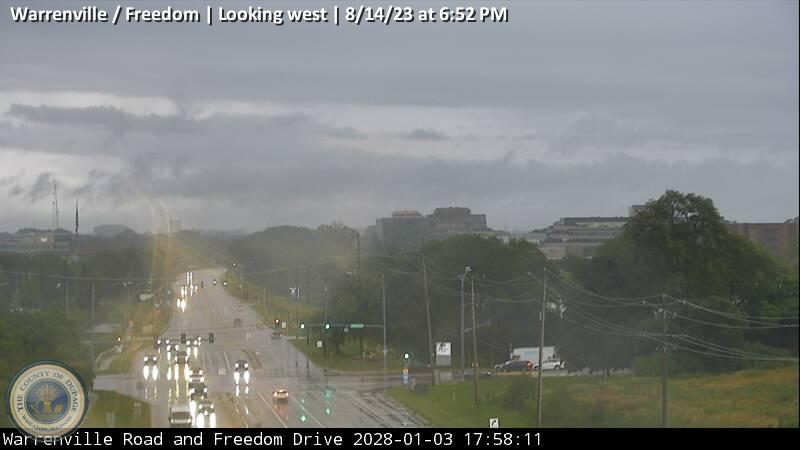 Warrenville / Freedom | Looking west | 8/14/23 at 6:52 PM
THE COUNTY OF DUPAGE
Warrenville Road and Freedom Drive 2028-01-03 17:58:11